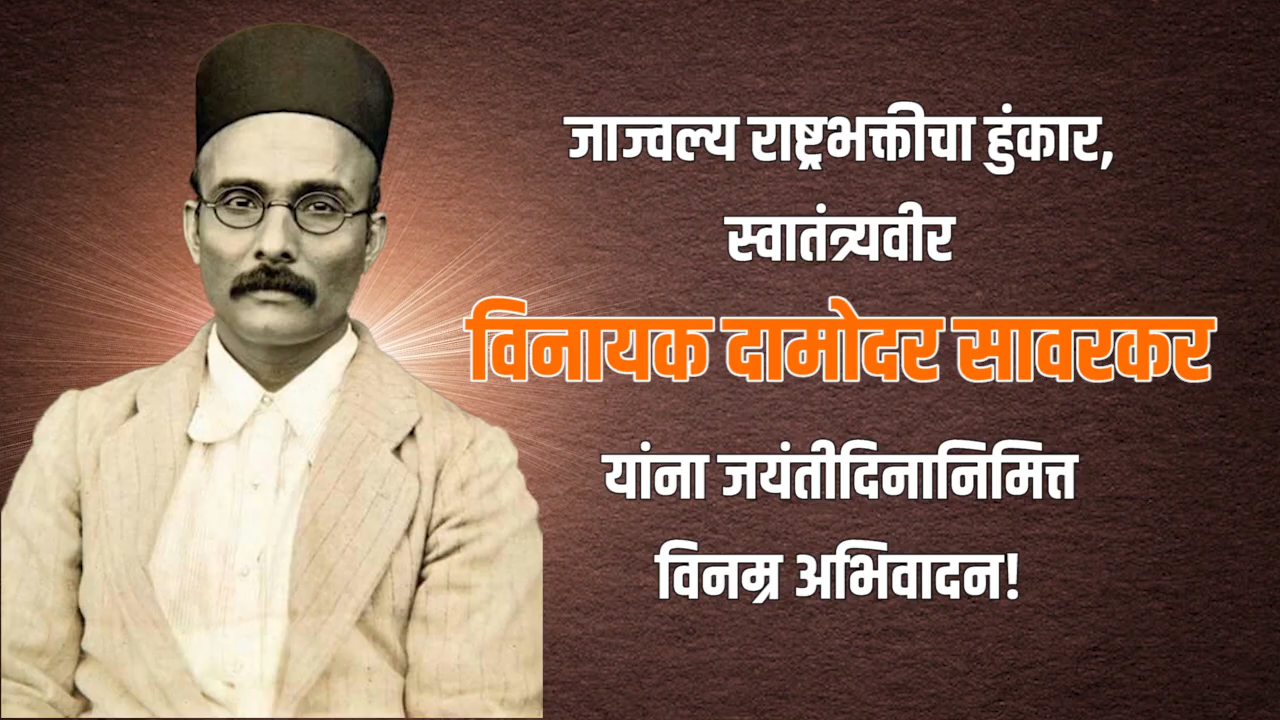 जाज्वल्य राष्ट्रभक्तीचा हुंकार,
स्वातंत्र्यवीर
विनायक दामोदर सावरकर
यांना जयंतीदिनानिमित्त
विनम्र अभिवादन!